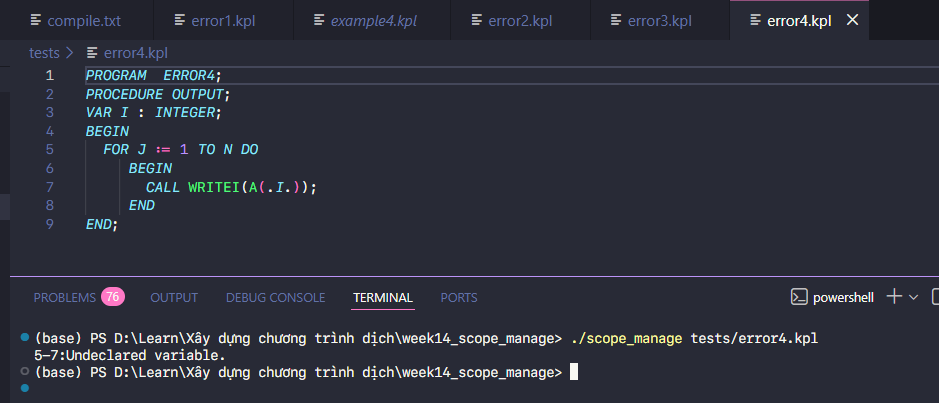 compile.txt error1.kpl example4.kpl error2.kpl error3.kpl error4.kpl
tests > error4.kpl
1 PROGRAM  ERROR4;
2 PROCEDURE OUTPUT;
3 VAR I : INTEGER;
4 BEGIN
5   FOR J := 1 TO N DO
6      BEGIN
7        CALL WRITEI(A(.I.));
8      END
9 END;
PROBLEMS 76 OUTPUT DEBUG CONSOLE TERMINAL PORTS powershell
(base) PS D:\Learn\Xây dựng chương trình dịch\week14_scope_manage> ./scope_manage tests/error4.kpl
5-7:Undeclared variable.
(base) PS D:\Learn\Xây dựng chương trình dịch\week14_scope_manage>